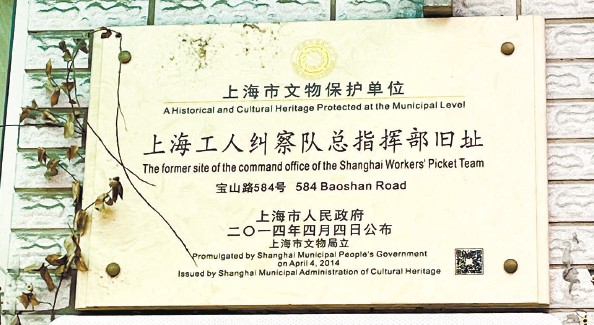 上海市文物保护单位
A Historical and Cultural Heritage Protected at the Municipal Level
上海工人纠察队总指挥部旧址
The former site of the command office of the Shanghai Workers' Picket Team
宝山路584号 584 Baoshan Road
上海市人民政府
二〇一四年四月四日公布
上海市文物局立
Promulgated by Shanghai Municipal People's Government
on April 4, 2014
Issued by Shanghai Municipal Administration of Cultural Heritage